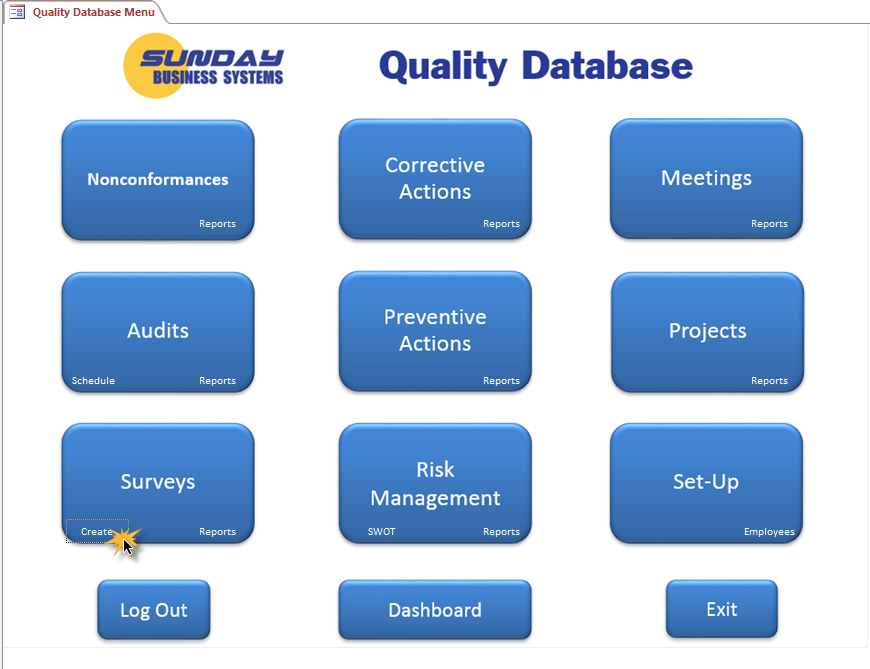 Quality Database Menu
SUNDAY
BUSINESS SYSTEMS
Quality Database
Nonconformances
Reports
Corrective
Actions
Reports
Meetings
Reports
Audits
Schedule
Reports
Preventive
Actions
Reports
Projects
Reports
Surveys
Create
Reports
Risk
Management
SWOT
Reports
Set-Up
Employees
Log Out
Dashboard
Exit